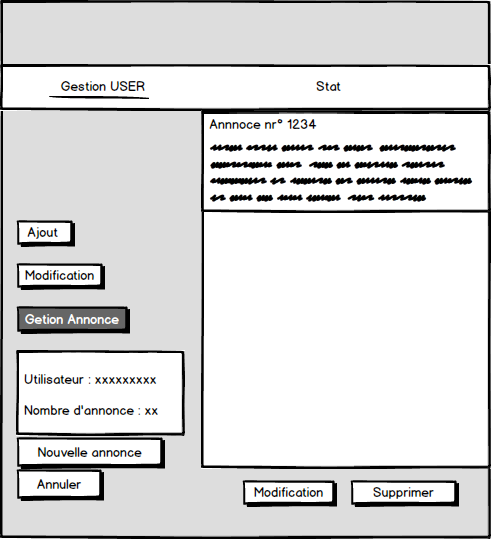 Gestion USER
Stat
Annnoce nr° 1234
Ajout
Modification
Getion Annonce
Utilisateur : xxxxxxxxx
Nombre d'annonce : xx
Nouvelle annonce
Annuler
Modification
Supprimer